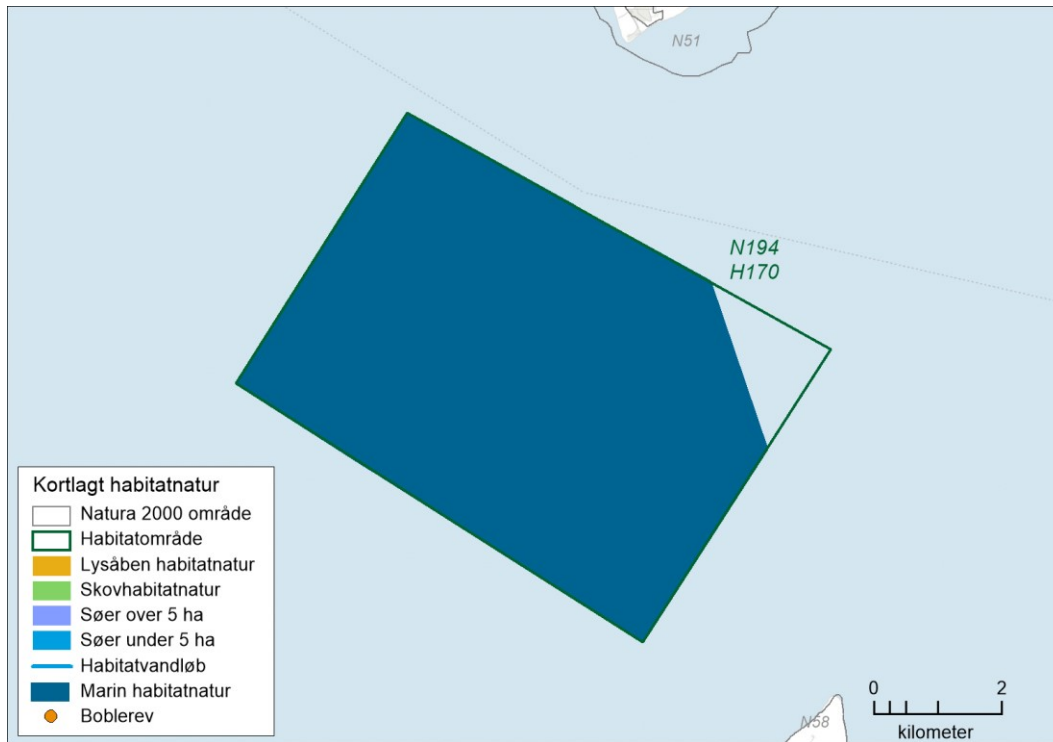 N51
N194
H170
Kortlagt habitatnatur
Natura 2000 område
Habitatområde
Lysåben habitatnatur
Skovhabitatnatur
Søer over 5 ha
Søer under 5 ha
Habitatvandløb
Marin habitatnatur
Boblerev
N58
0 2
kilometer